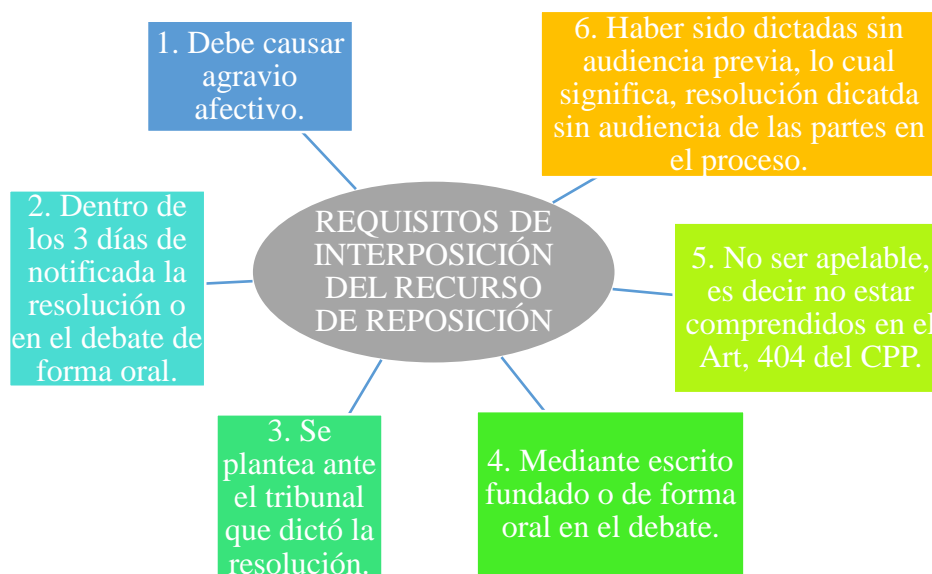 REQUISITOS DE
INTERPOSICIÓN
DEL RECURSO
DE REPOSICIÓN
1. Debe causar
agravio
afectivo.
2. Dentro de
los 3 días de
notificada la
resolución o
en el debate de
forma oral.
3. Se
plantea ante
el tribunal
que dictó la
resolución.
4. Mediante escrito
fundado o de forma
oral en el debate.
5. No ser apelable,
es decir no estar
comprendidos en el
Art, 404 del CPP.
6. Haber sido dictadas sin
audiencia previa, lo cual
significa, resolución dicatda
sin audiencia de las partes en
el proceso.